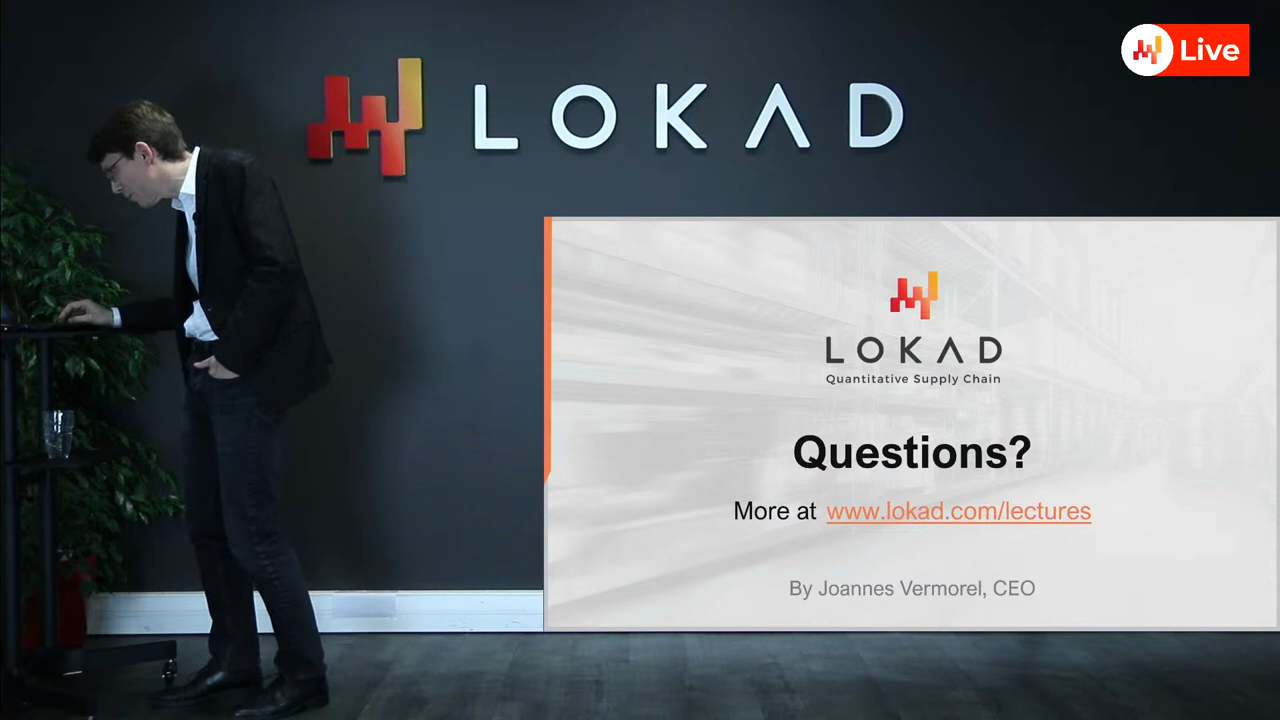 Live
LOKAD
LOKAD
Quantitative Supply Chain
Questions?
More at www.lokad.com/lectures
By Joannes Vermorel, CEO